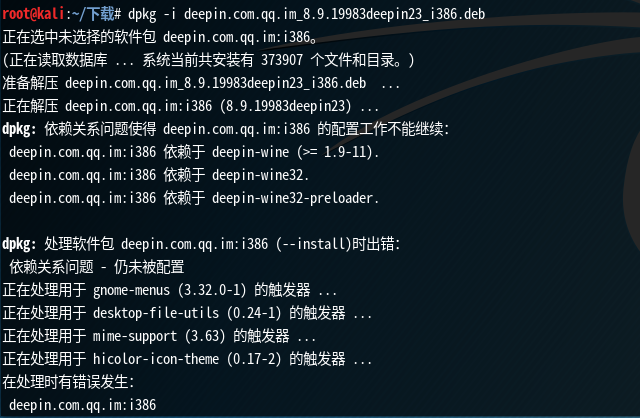 root@kali:~/下载# dpkg -i deepin.com.qq.im_8.9.19983deepin23_i386.deb
正在选中未选择的软件包 deepin.com.qq.im:i386。
(正在读取数据库 ... 系统当前共安装有 373907 个文件和目录。)
准备解压 deepin.com.qq.im_8.9.19983deepin23_i386.deb  ...
正在解压 deepin.com.qq.im:i386 (8.9.19983deepin23) ...
dpkg: 依赖关系问题使得 deepin.com.qq.im:i386 的配置工作不能继续：
 deepin.com.qq.im:i386 依赖于 deepin-wine (>= 1.9-11).
 deepin.com.qq.im:i386 依赖于 deepin-wine32.
 deepin.com.qq.im:i386 依赖于 deepin-wine32-preloader.

dpkg: 处理软件包 deepin.com.qq.im:i386 (--install)时出错：
 依赖关系问题 - 仍未被配置
正在处理用于 gnome-menus (3.32.0-1) 的触发器 ...
正在处理用于 desktop-file-utils (0.24-1) 的触发器 ...
正在处理用于 mime-support (3.63) 的触发器 ...
正在处理用于 hicolor-icon-theme (0.17-2) 的触发器 ...
在处理时有错误发生：
 deepin.com.qq.im:i386